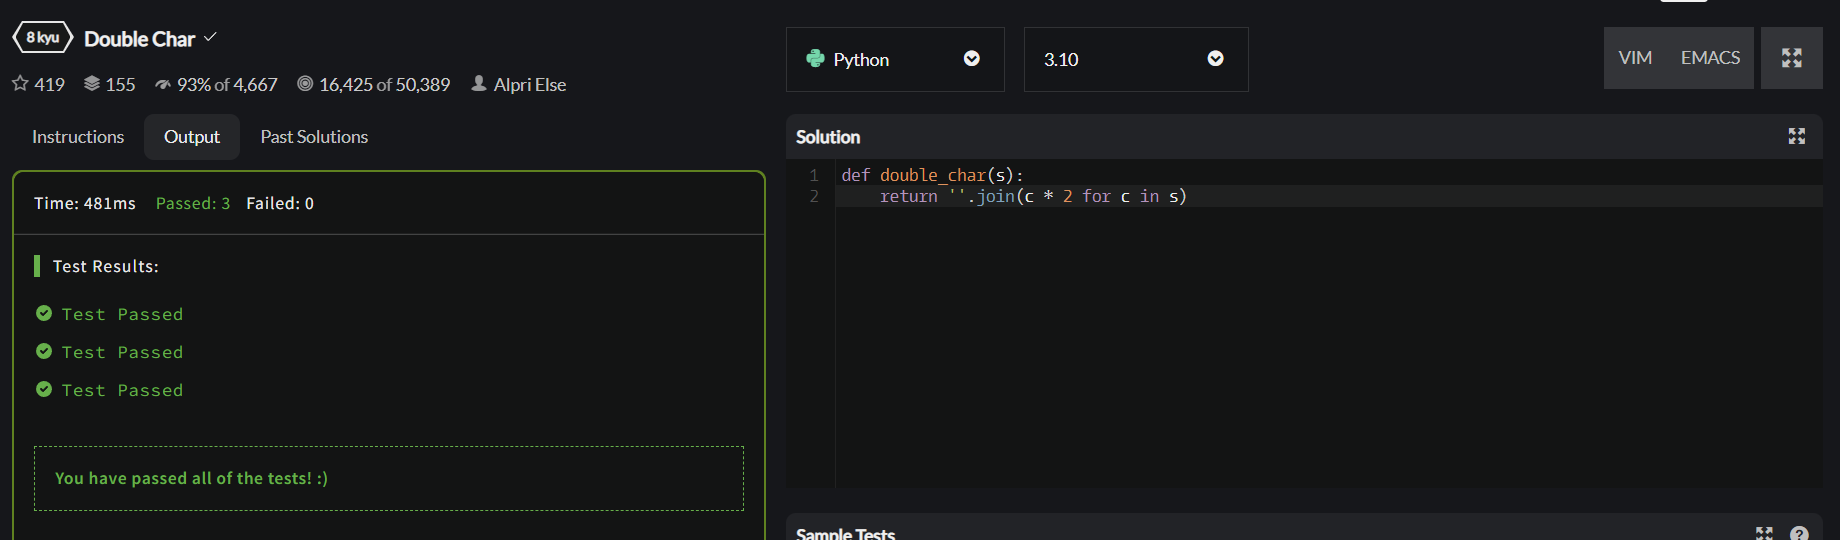 8 kyu Double Char
419 155 93% of 4,667 16,425 of 50,389 Alpri Else
Instructions Output Past Solutions
Time: 481ms Passed: 3 Failed: 0
Test Results:
Test Passed
Test Passed
Test Passed
You have passed all of the tests! :)
Python 3.10 VIM EMACS
Solution
1 def double_char(s):
2     return ''.join(c * 2 for c in s)
Sample Tests ?